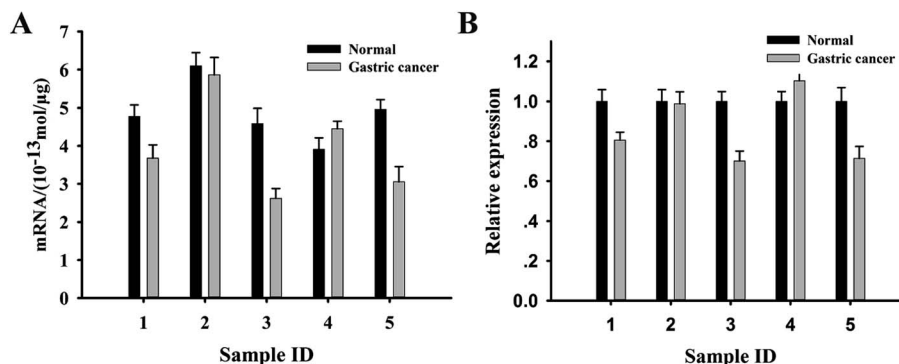 A
mRNA/(10⁻¹³mol/μg)
7
6
5
4
3
2
1
0
Normal
Gastric cancer
1 2 3 4 5
Sample ID
B
Relative expression
1.2
1.0
.8
.6
.4
.2
0.0
Normal
Gastric cancer
1 2 3 4 5
Sample ID